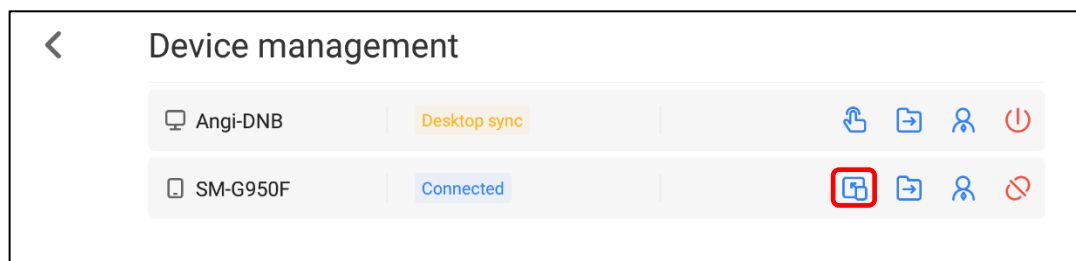 Device management
Angi-DNB Desktop sync
SM-G950F Connected